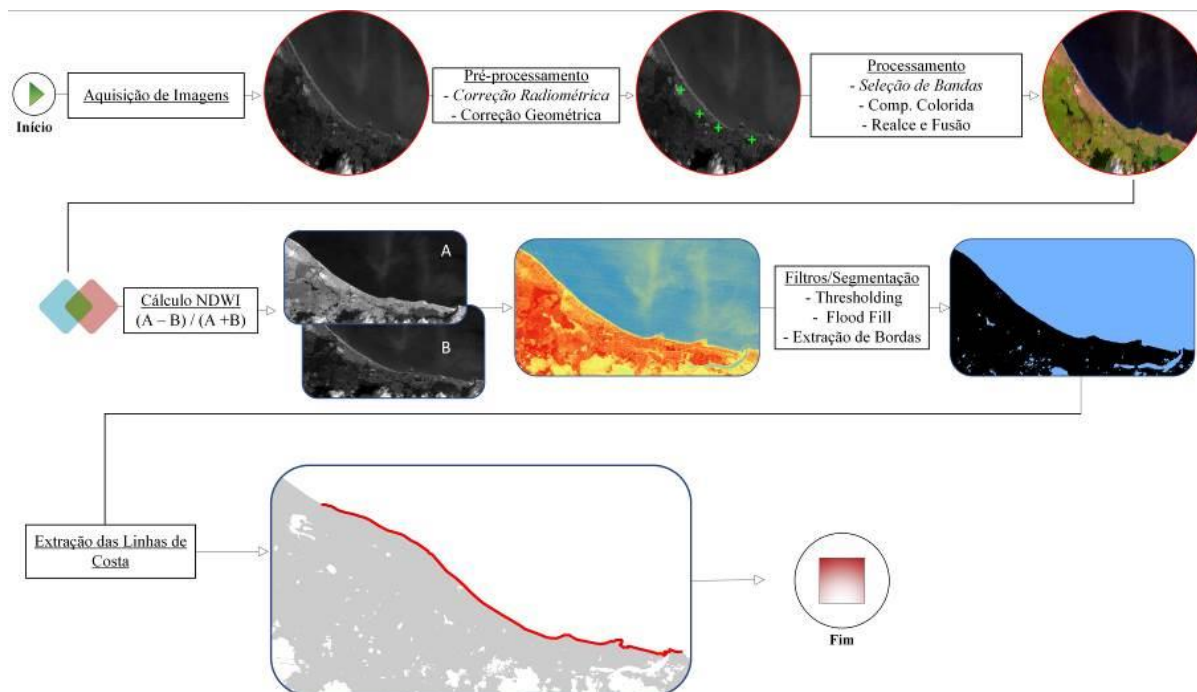 Início
Aquisição de Imagens
Pré-processamento
- Correção Radiométrica
- Correção Geométrica
Processamento
- Seleção de Bandas
- Comp. Colorida
- Realce e Fusão
Cálculo NDWI
(A – B) / (A +B)
A
B
Filtros/Segmentação
- Thresholding
- Flood Fill
- Extração de Bordas
Extração das Linhas de
Costa
Fim